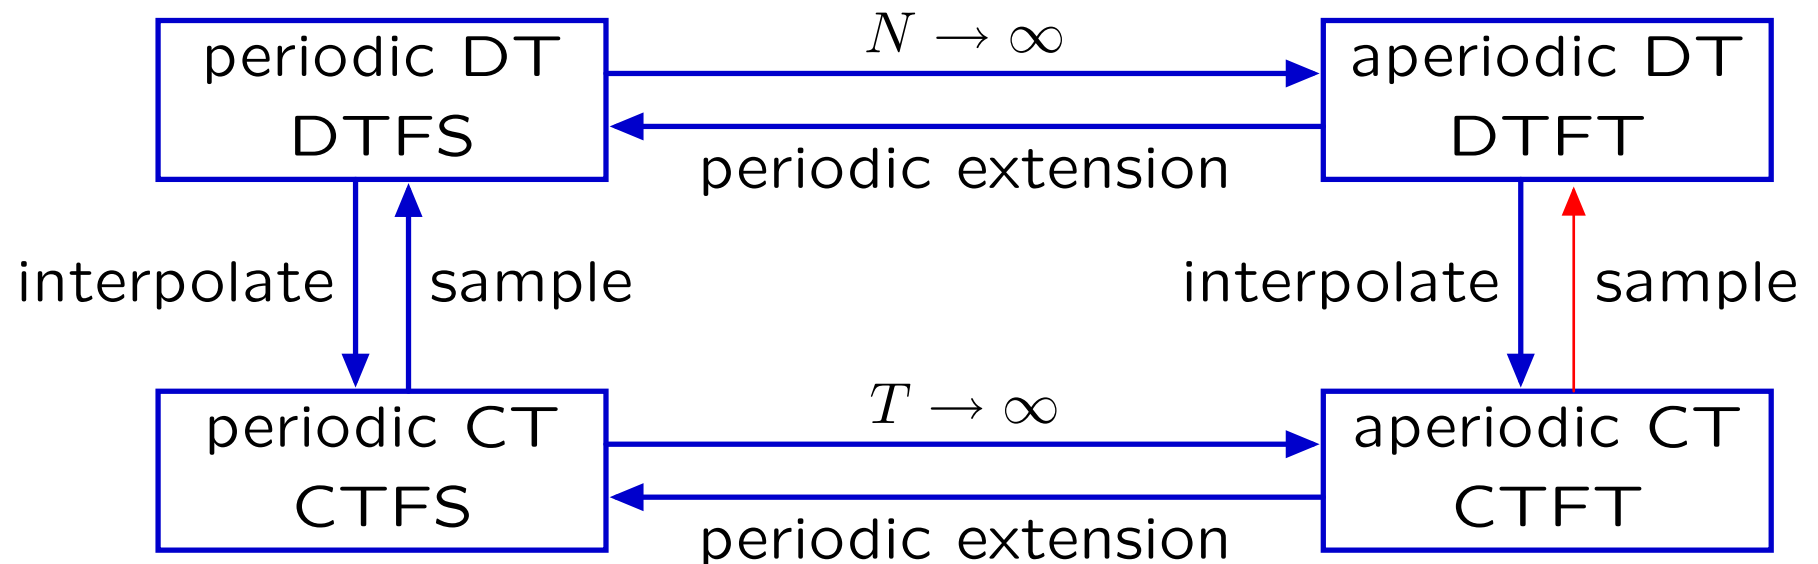 periodic DT
DTFS
N → ∞
aperiodic DT
DTFT
periodic extension
interpolate
sample
interpolate
sample
periodic CT
CTFS
T → ∞
aperiodic CT
CTFT
periodic extension